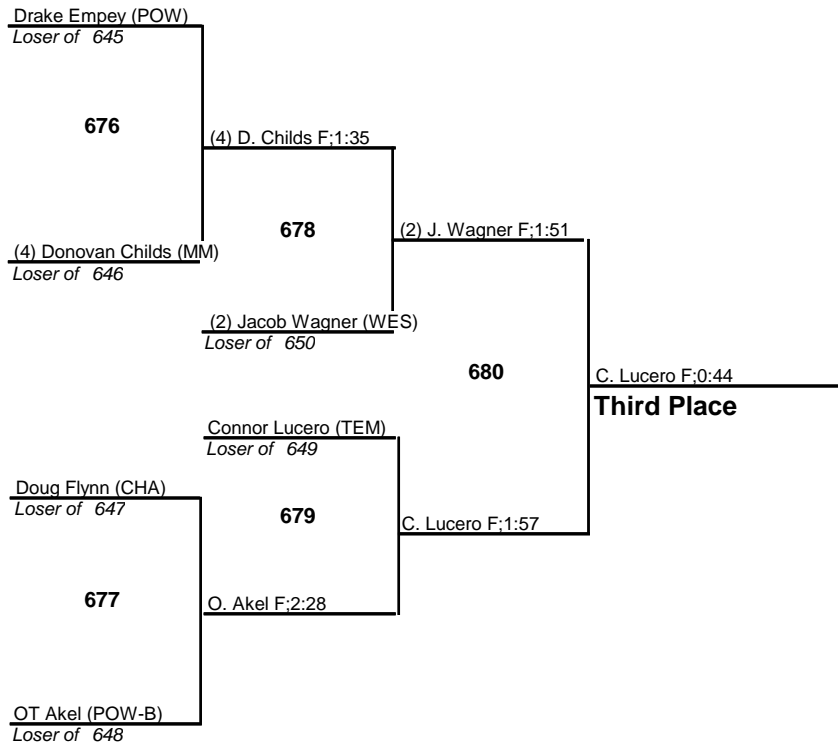 Drake Empey (POW)
Loser of 645
676
(4) D. Childs F;1:35
678
(2) J. Wagner F;1:51
(4) Donovan Childs (MM)
Loser of 646
(2) Jacob Wagner (WES)
Loser of 650
680
C. Lucero F;0:44
Third Place
Connor Lucero (TEM)
Loser of 649
Doug Flynn (CHA)
Loser of 647
679
C. Lucero F;1:57
677
O. Akel F;2:28
OT Akel (POW-B)
Loser of 648